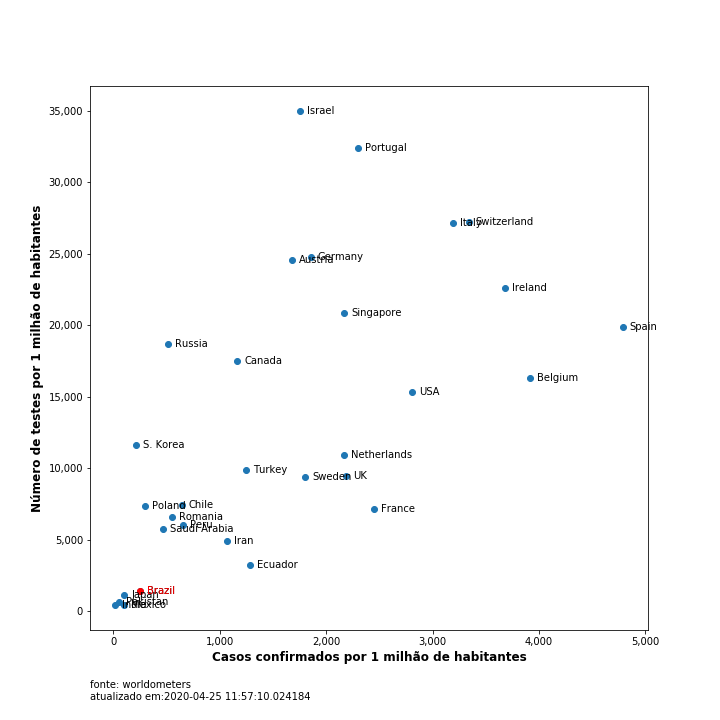 35,000
30,000
25,000
20,000
15,000
10,000
5,000
0
Número de testes por 1 milhão de habitantes
Israel
Portugal
Italy
Switzerland
Germany
Austria
Ireland
Singapore
Spain
Russia
Canada
Belgium
USA
S. Korea
Netherlands
Turkey
Sweden
UK
Poland
Chile
France
Romania
Peru
Saudi Arabia
Iran
Ecuador
Brazil
Japan
Pakistan
India
Mexico
0
1,000
2,000
3,000
4,000
5,000
Casos confirmados por 1 milhão de habitantes
fonte: worldometers
atualizado em:2020-04-25 11:57:10.024184